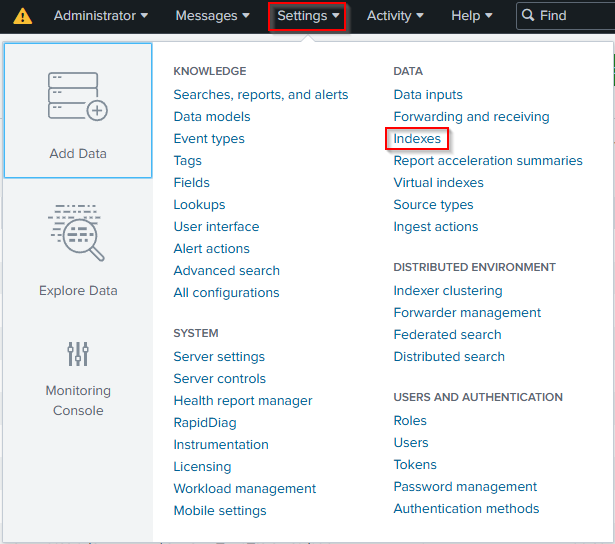 Administrator Messages Settings Activity Help Find
Add Data
Explore Data
Monitoring
Console
KNOWLEDGE
Searches, reports, and alerts
Data models
Event types
Tags
Fields
Lookups
User interface
Alert actions
Advanced search
All configurations
SYSTEM
Server settings
Server controls
Health report manager
RapidDiag
Instrumentation
Licensing
Workload management
Mobile settings
DATA
Data inputs
Forwarding and receiving
Indexes
Report acceleration summaries
Virtual indexes
Source types
Ingest actions
DISTRIBUTED ENVIRONMENT
Indexer clustering
Forwarder management
Federated search
Distributed search
USERS AND AUTHENTICATION
Roles
Users
Tokens
Password management
Authentication methods